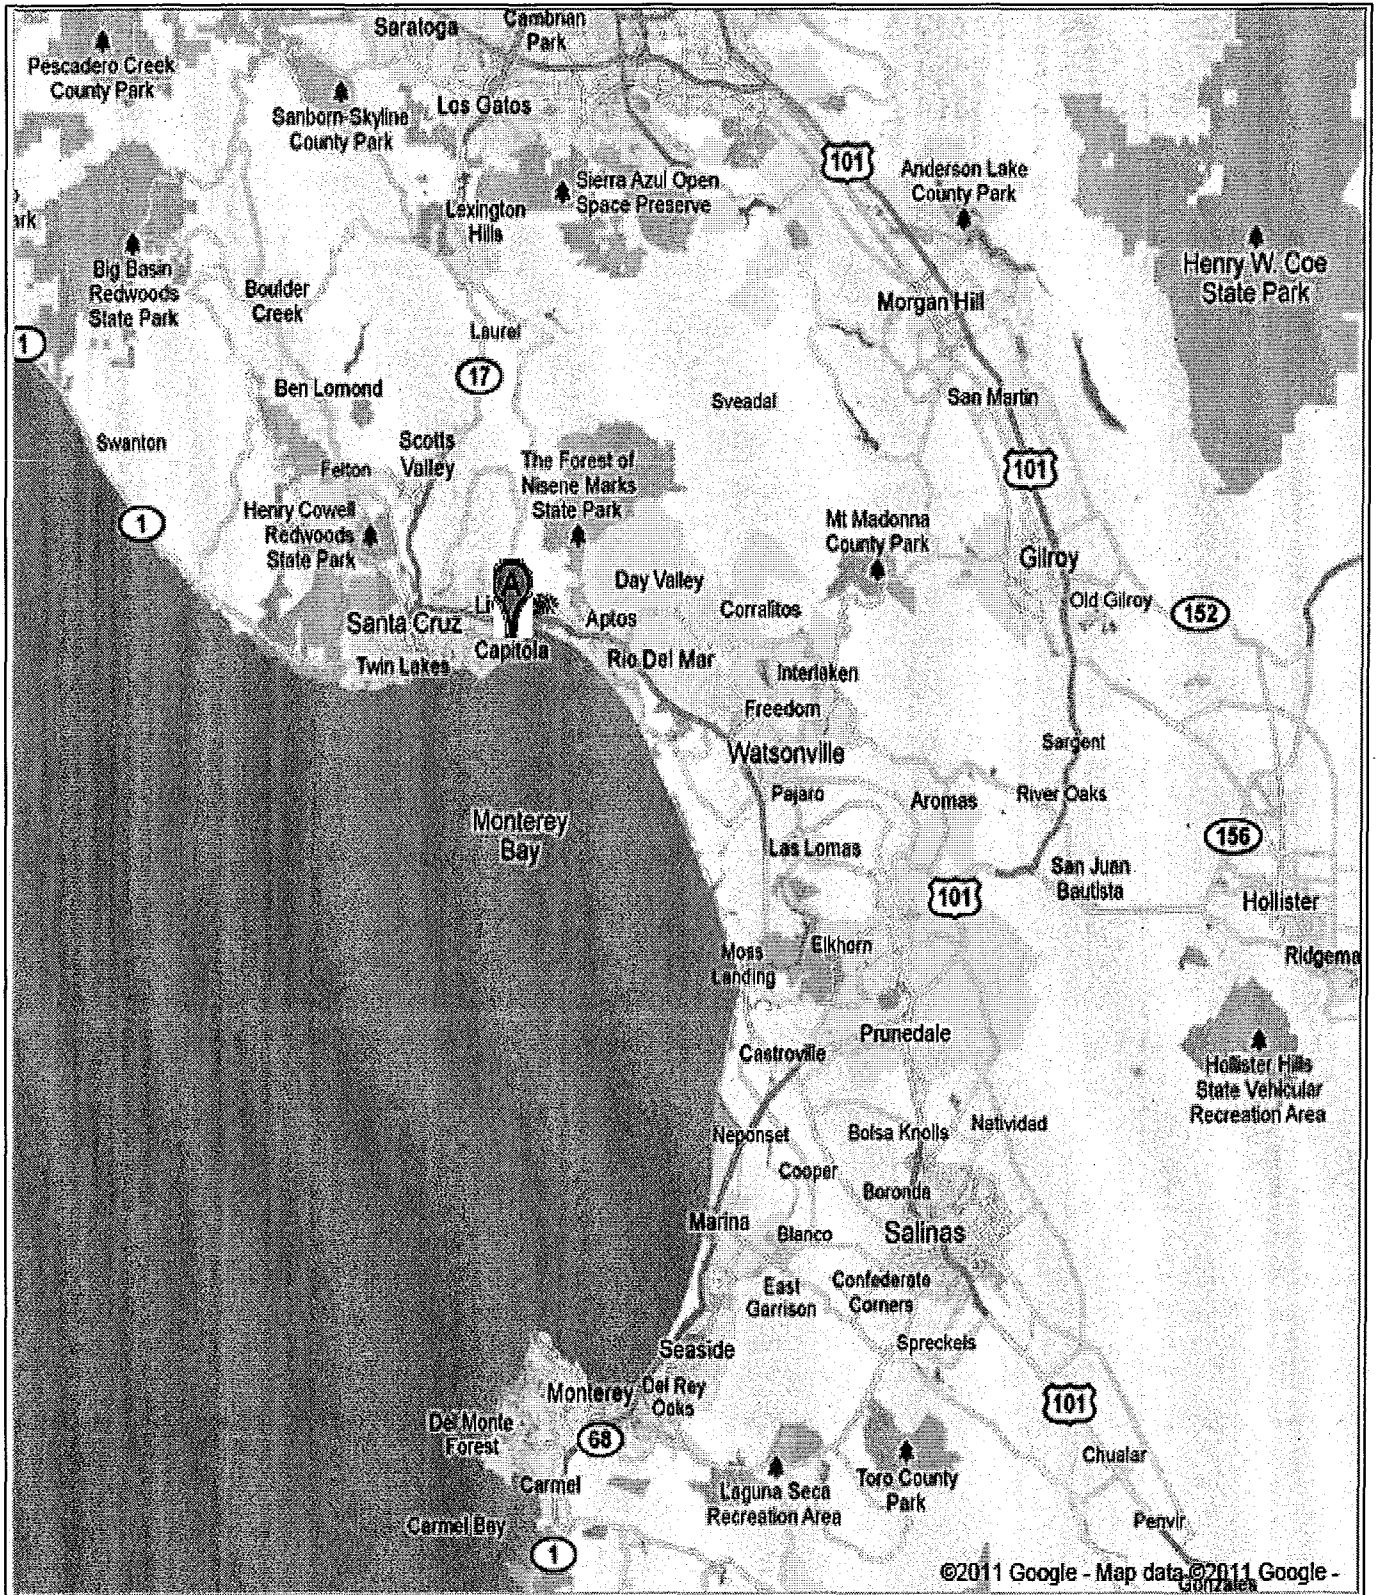 Saratoga
Cambrian
Park
Pescadero Creek
County Park
Sanborn-Skyline
County Park
Los Gatos
101
Anderson Lake
County Park
Sierra Azul Open
Space Preserve
ark
Lexington
Hills
Big Basin
Redwoods
State Park
Boulder
Creek
Henry W. Coe
State Park
Morgan Hill
1
Laurel
17
Ben Lomond
Sveadal
San Martin
Swanton
Scotts
Valley
Felton
The Forest of
Nisene Marks
State Park
101
1
Henry Cowell
Redwoods
State Park
Mt Madonna
County Park
Gilroy
A
Day Valley
Old Gilroy
152
Li
Corralitos
Santa Cruz
Aptos
Capitola
Twin Lakes
Rio Del Mar
Interlaken
Freedom
Watsonville
Sargent
Pajaro
Aromas
River Oaks
Monterey
Bay
Las Lomas
156
San Juan
Bautista
101
Hollister
Moss
Landing
Elkhorn
Ridgema
Prunedale
Castroville
Hollister Hills
State Vehicular
Recreation Area
Neponset
Bolsa Knolls
Natividad
Cooper
Boronda
Marina
Blanco
Salinas
East
Garrison
Confederate
Corners
Spreckels
Seaside
Monterey
Del Rey
Oaks
101
Del Monte
Forest
68
Chualar
Carmel
Laguna Seca
Recreation Area
Toro County
Park
Carmel Bay
Penvir
1
©2011 Google - Map data ©2011 Google -
Gonzales